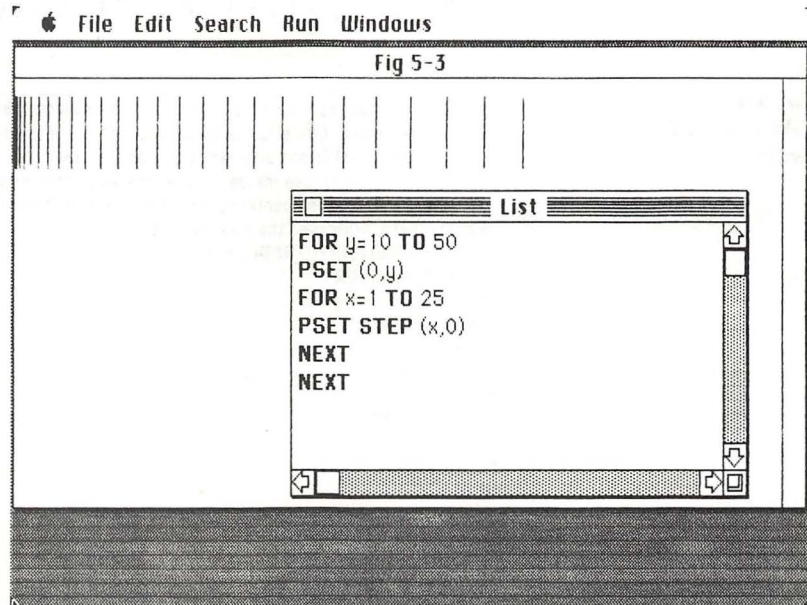 File Edit Search Run Windows
Fig 5-3
List
FOR y=10 TO 50
PSET (0,y)
FOR x=1 TO 25
PSET STEP (x,0)
NEXT
NEXT